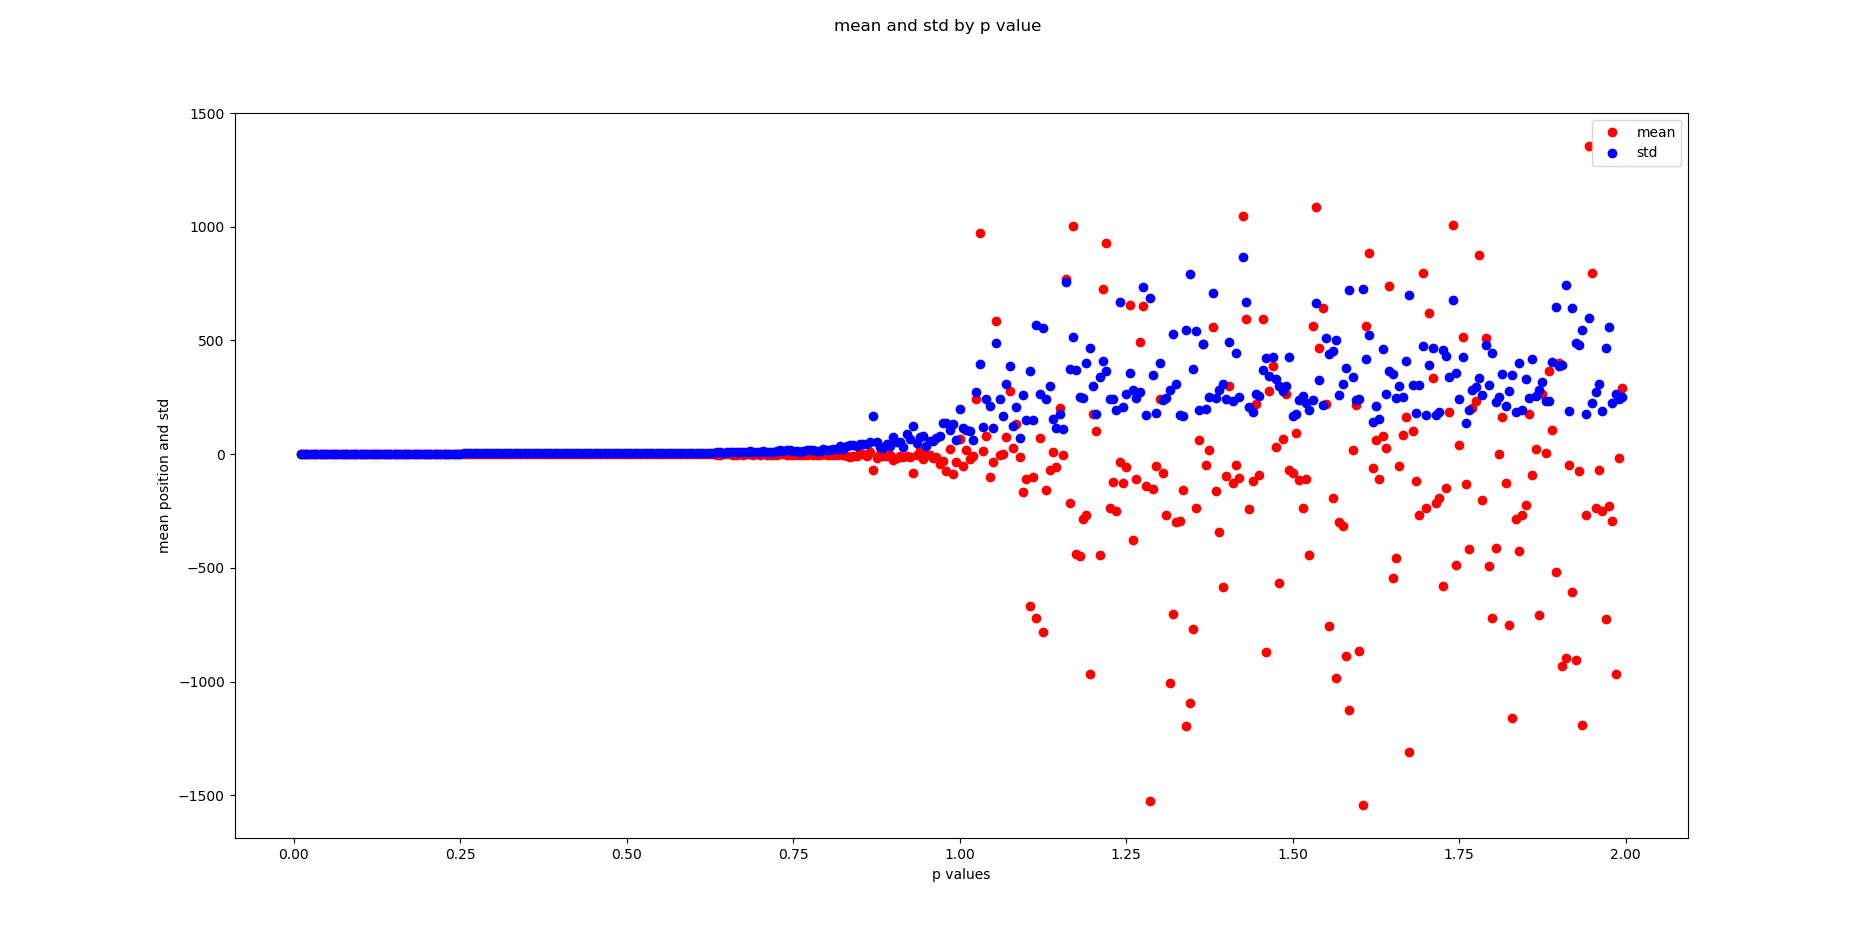 mean and std by p value
mean
std
1500
1000
500
0
−500
−1000
−1500
mean position and std
0.00 0.25 0.50 0.75 1.00 1.25 1.50 1.75 2.00
p values